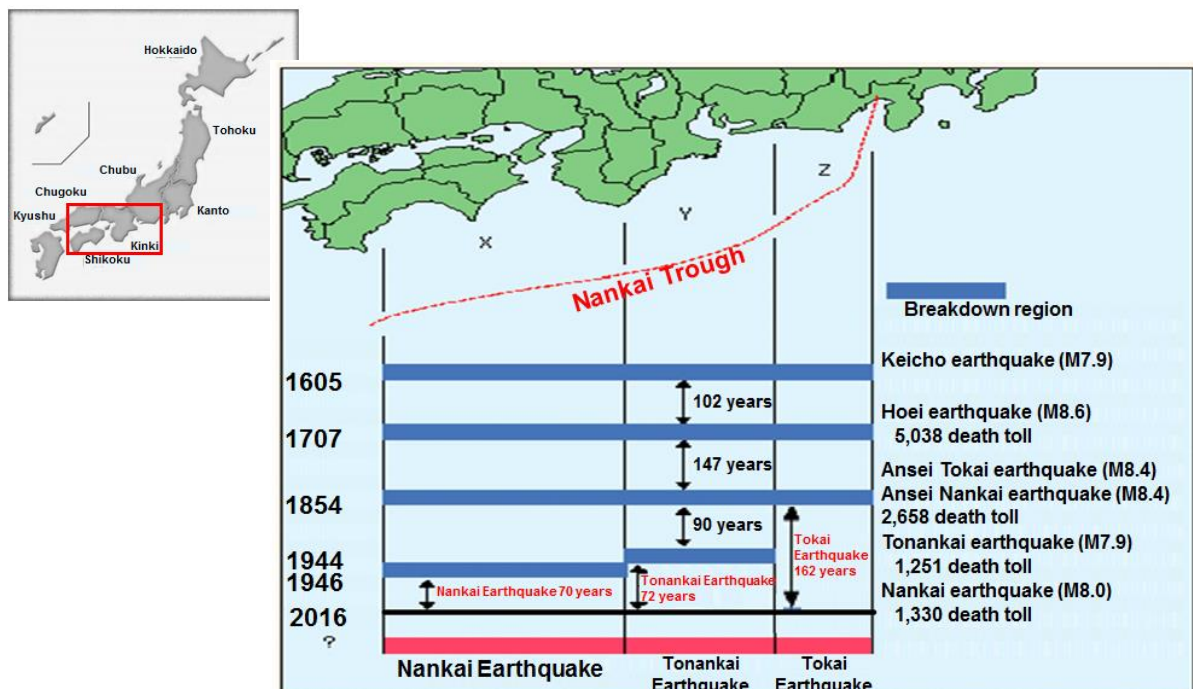 Hokkaido
Tohoku
Chubu
Chugoku
Kyushu
Kanto
Kinki
Shikoku
X
Y
Z
Nankai Trough
Breakdown region
1605
Keicho earthquake (M7.9)
102 years
1707
Hoei earthquake (M8.6)
5,038 death toll
147 years
1854
Ansei Tokai earthquake (M8.4)
Ansei Nankai earthquake (M8.4)
2,658 death toll
90 years
Tokai
Earthquake
162 years
1944
Tonankai earthquake (M7.9)
1,251 death toll
1946
Nankai Earthquake 70 years
Tonankai Earthquake
72 years
Nankai earthquake (M8.0)
1,330 death toll
2016
?
Nankai Earthquake
Tonankai
Earthquake
Tokai
Earthquake